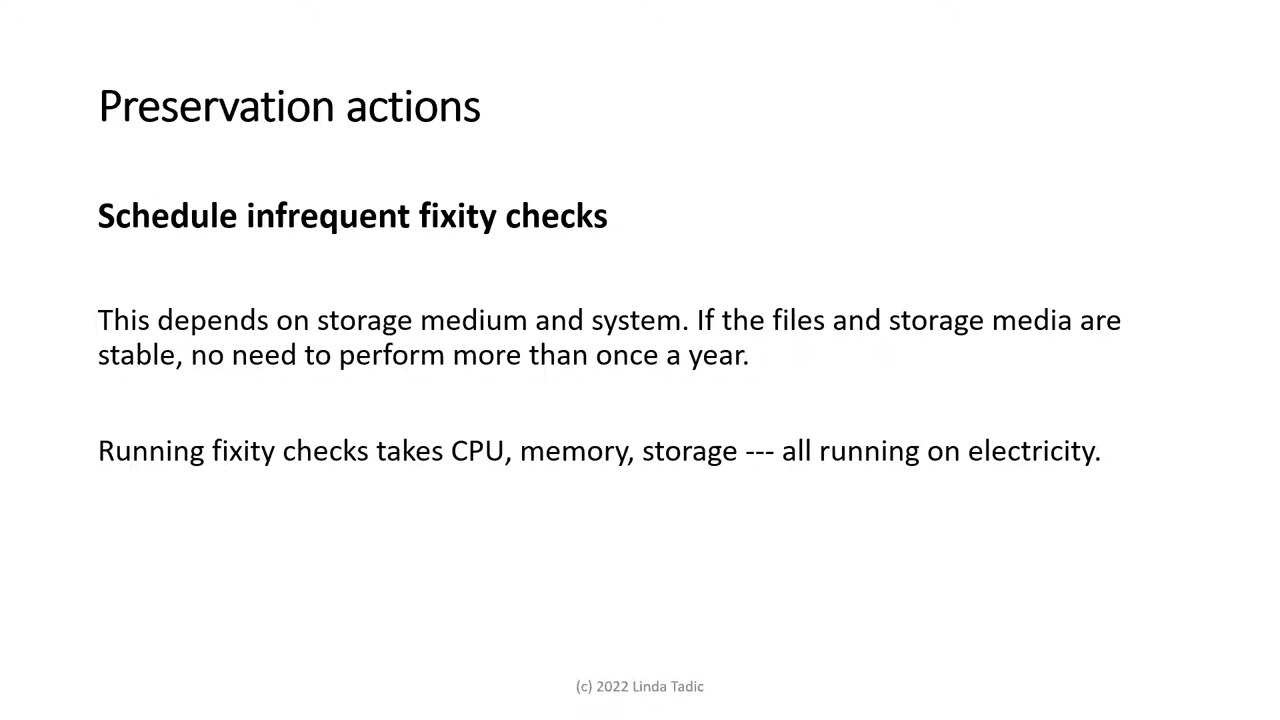 Preservation actions
Schedule infrequent fixity checks
This depends on storage medium and system. If the files and storage media are
stable, no need to perform more than once a year.
Running fixity checks takes CPU, memory, storage --- all running on electricity.
(c) 2022 Linda Tadic